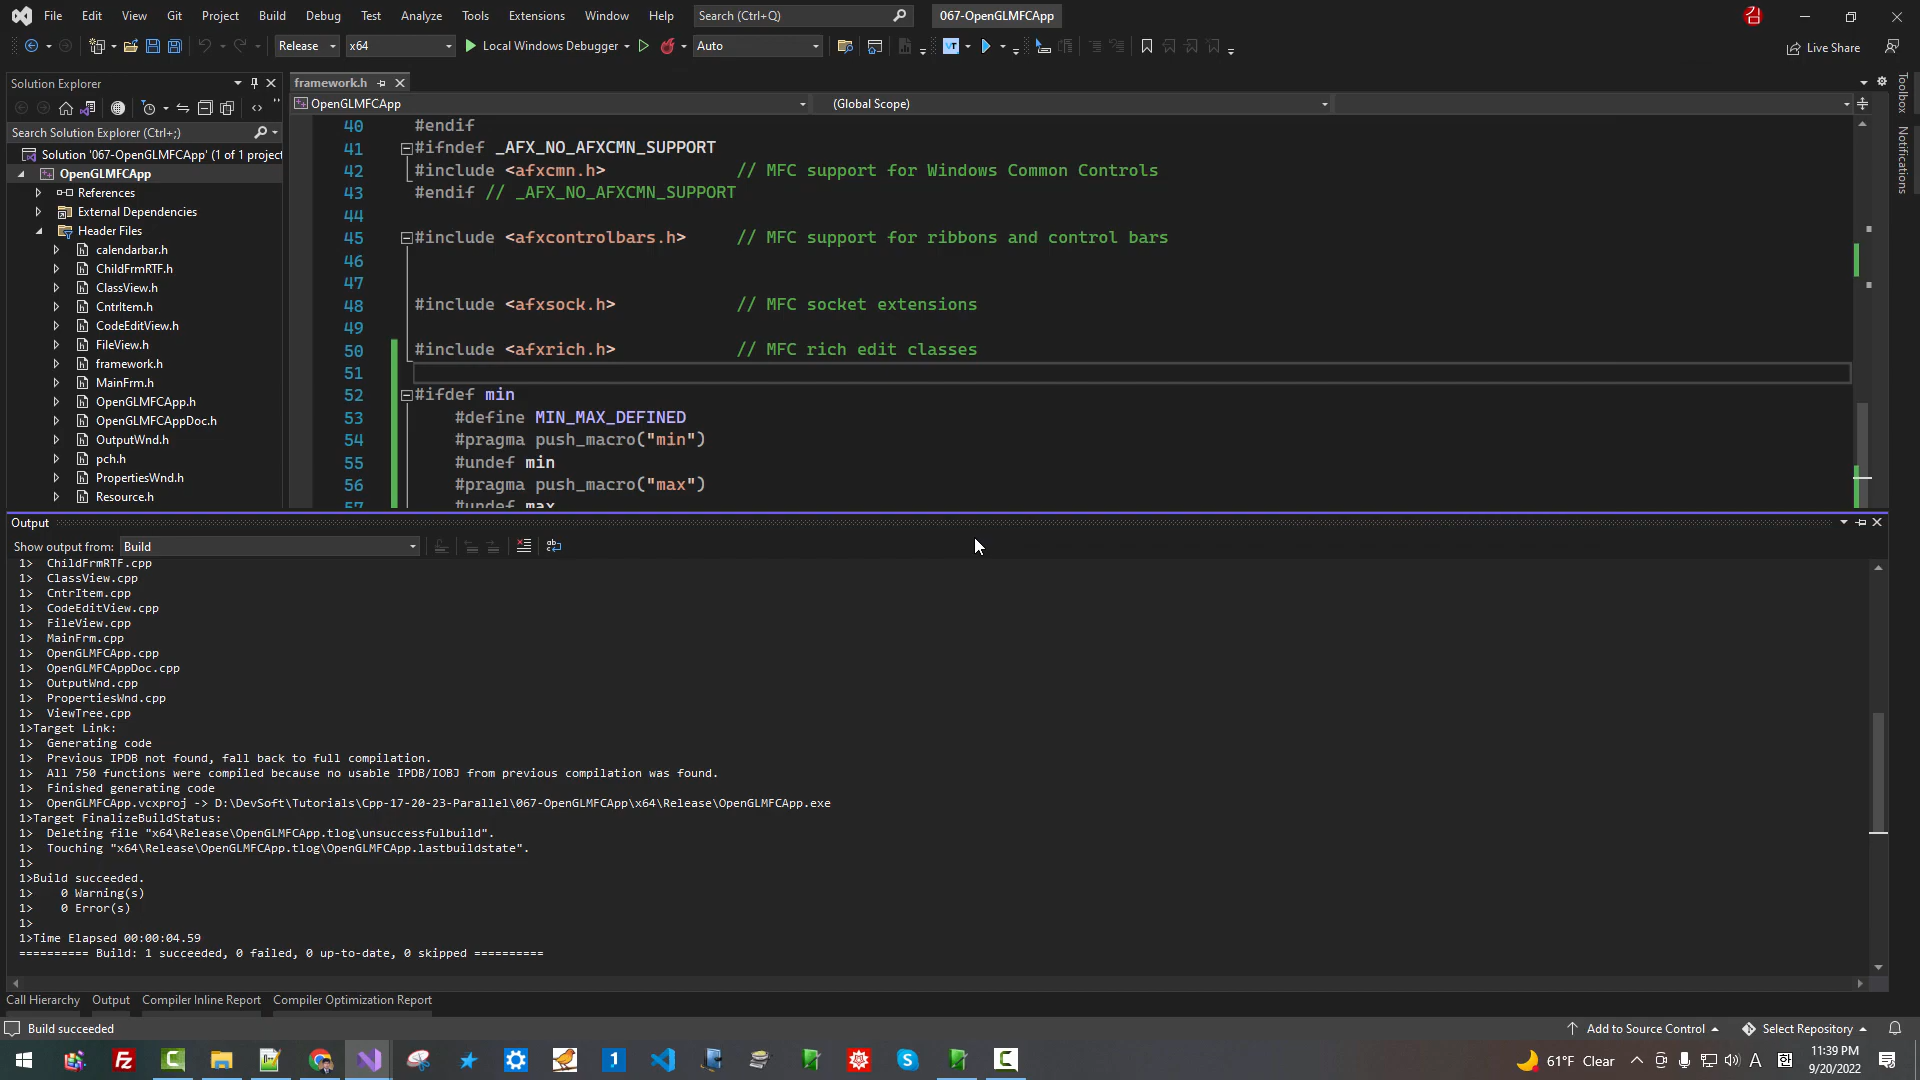 File Edit View Git Project Build Debug Test Analyze Tools Extensions Window Help Search (Ctrl+Q) 067-OpenGLMFCApp
Release x64 Local Windows Debugger Auto Live Share
Solution Explorer
framework.h
OpenGLMFCApp (Global Scope)
Search Solution Explorer (Ctrl+;)
Solution '067-OpenGLMFCApp' (1 of 1 project
OpenGLMFCApp
References
External Dependencies
Header Files
calendarbar.h
ChildFrmRTF.h
ClassView.h
CntrItem.h
CodeEditView.h
FileView.h
framework.h
MainFrm.h
OpenGLMFCApp.h
OpenGLMFCAppDoc.h
OutputWnd.h
pch.h
PropertiesWnd.h
Resource.h
40 #endif
41 #ifndef _AFX_NO_AFXCMN_SUPPORT
42 #include <afxcmn.h> // MFC support for Windows Common Controls
43 #endif // _AFX_NO_AFXCMN_SUPPORT
44
45 #include <afxcontrolbars.h> // MFC support for ribbons and control bars
46
47
48 #include <afxsock.h> // MFC socket extensions
49
50 #include <afxrich.h> // MFC rich edit classes
51
52 #ifdef min
53 #define MIN_MAX_DEFINED
54 #pragma push_macro("min")
55 #undef min
56 #pragma push_macro("max")
57 #undef max
Toolbox
Notifications
Output
Show output from: Build
1> ChildFrmRTF.cpp
1> ClassView.cpp
1> CntrItem.cpp
1> CodeEditView.cpp
1> FileView.cpp
1> MainFrm.cpp
1> OpenGLMFCApp.cpp
1> OpenGLMFCAppDoc.cpp
1> OutputWnd.cpp
1> PropertiesWnd.cpp
1> ViewTree.cpp
1>Target Link:
1> Generating code
1> Previous IPDB not found, fall back to full compilation.
1> All 750 functions were compiled because no usable IPDB/IOBJ from previous compilation was found.
1> Finished generating code
1> OpenGLMFCApp.vcxproj -> D:\DevSoft\Tutorials\Cpp-17-20-23-Parallel\067-OpenGLMFCApp\x64\Release\OpenGLMFCApp.exe
1>Target FinalizeBuildStatus:
1> Deleting file "x64\Release\OpenGLMFCApp.tlog\unsuccessfulbuild".
1> Touching "x64\Release\OpenGLMFCApp.tlog\OpenGLMFCApp.lastbuildstate".
1>
1>Build succeeded.
1> 0 Warning(s)
1> 0 Error(s)
1>
1>Time Elapsed 00:00:04.59
========== Build: 1 succeeded, 0 failed, 0 up-to-date, 0 skipped ==========
Call Hierarchy Output Compiler Inline Report Compiler Optimization Report
Build succeeded Add to Source Control Select Repository
61°F Clear A 11:39 PM
9/20/2022